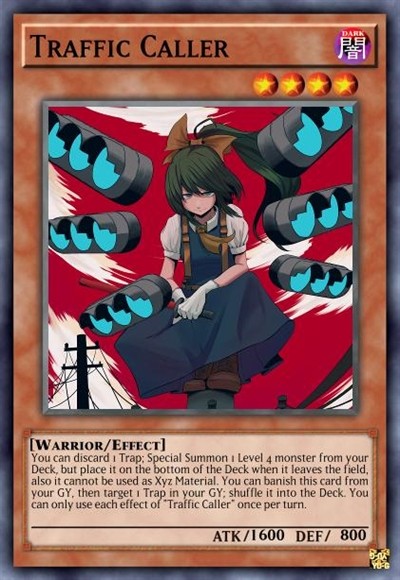 TRAFFIC CALLER
DARK
闇
[WARRIOR/EFFECT]
You can discard 1 Trap; Special Summon 1 Level 4 monster from your
Deck, but place it on the bottom of the Deck when it leaves the field,
also it cannot be used as Xyz Material. You can banish this card from
your GY, then target 1 Trap in your GY; shuffle it into the Deck. You
can only use each effect of "Traffic Caller" once per turn.
ATK/1600 DEF/ 800